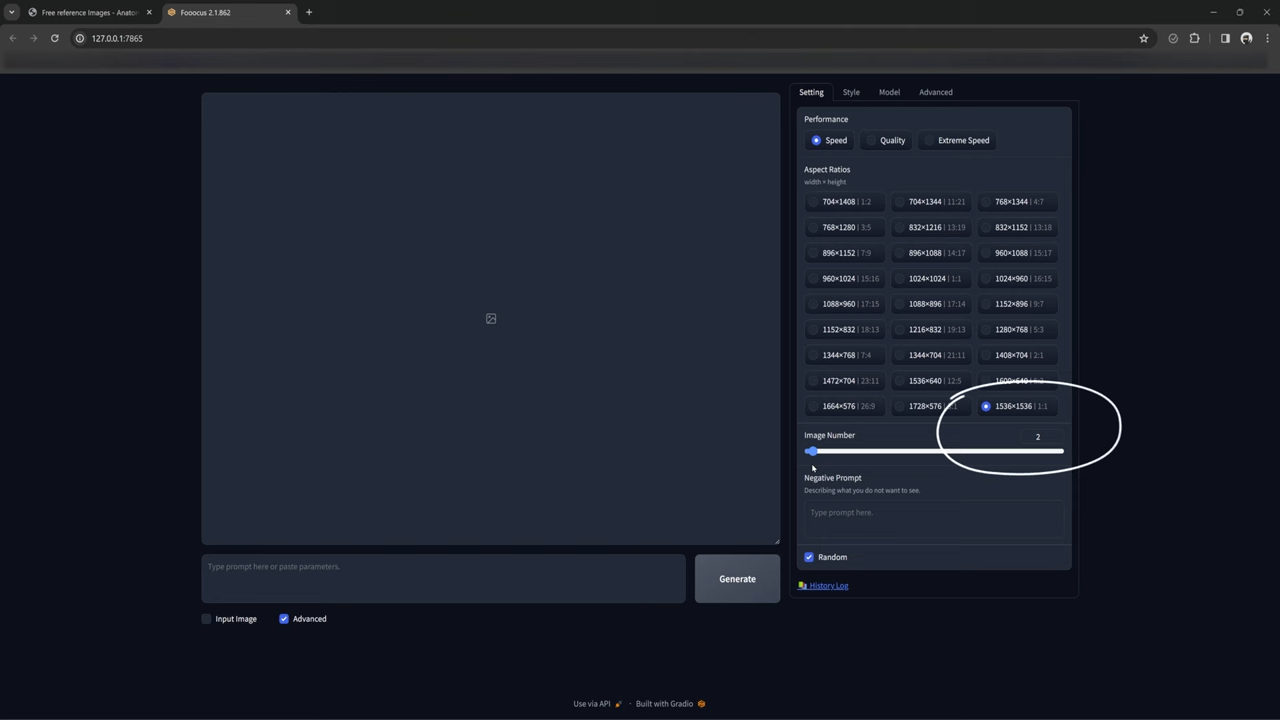 Free reference Images - Anaton
Fooocus 2.1.862
127.0.0.1:7865
Setting
Style
Model
Advanced
Performance
Speed
Quality
Extreme Speed
Aspect Ratios
width × height
704×1408 | 1:2
704×1344 | 11:21
768×1344 | 4:7
768×1280 | 3:5
832×1216 | 13:19
832×1152 | 13:18
896×1152 | 7:9
896×1088 | 14:17
960×1088 | 15:17
960×1024 | 15:16
1024×1024 | 1:1
1024×960 | 16:15
1088×960 | 17:15
1088×896 | 17:14
1152×896 | 9:7
1152×832 | 18:13
1216×832 | 19:13
1280×768 | 5:3
1344×768 | 7:4
1344×704 | 21:11
1408×704 | 2:1
1472×704 | 23:11
1536×640 | 12:5
1600×640 | 5:2
1664×576 | 26:9
1728×576 | 3:1
1536×1536 | 1:1
Image Number
2
Negative Prompt
Describing what you do not want to see.
Type prompt here.
Random
History Log
Type prompt here or paste parameters.
Generate
Input Image
Advanced
Use via API
·
Built with Gradio